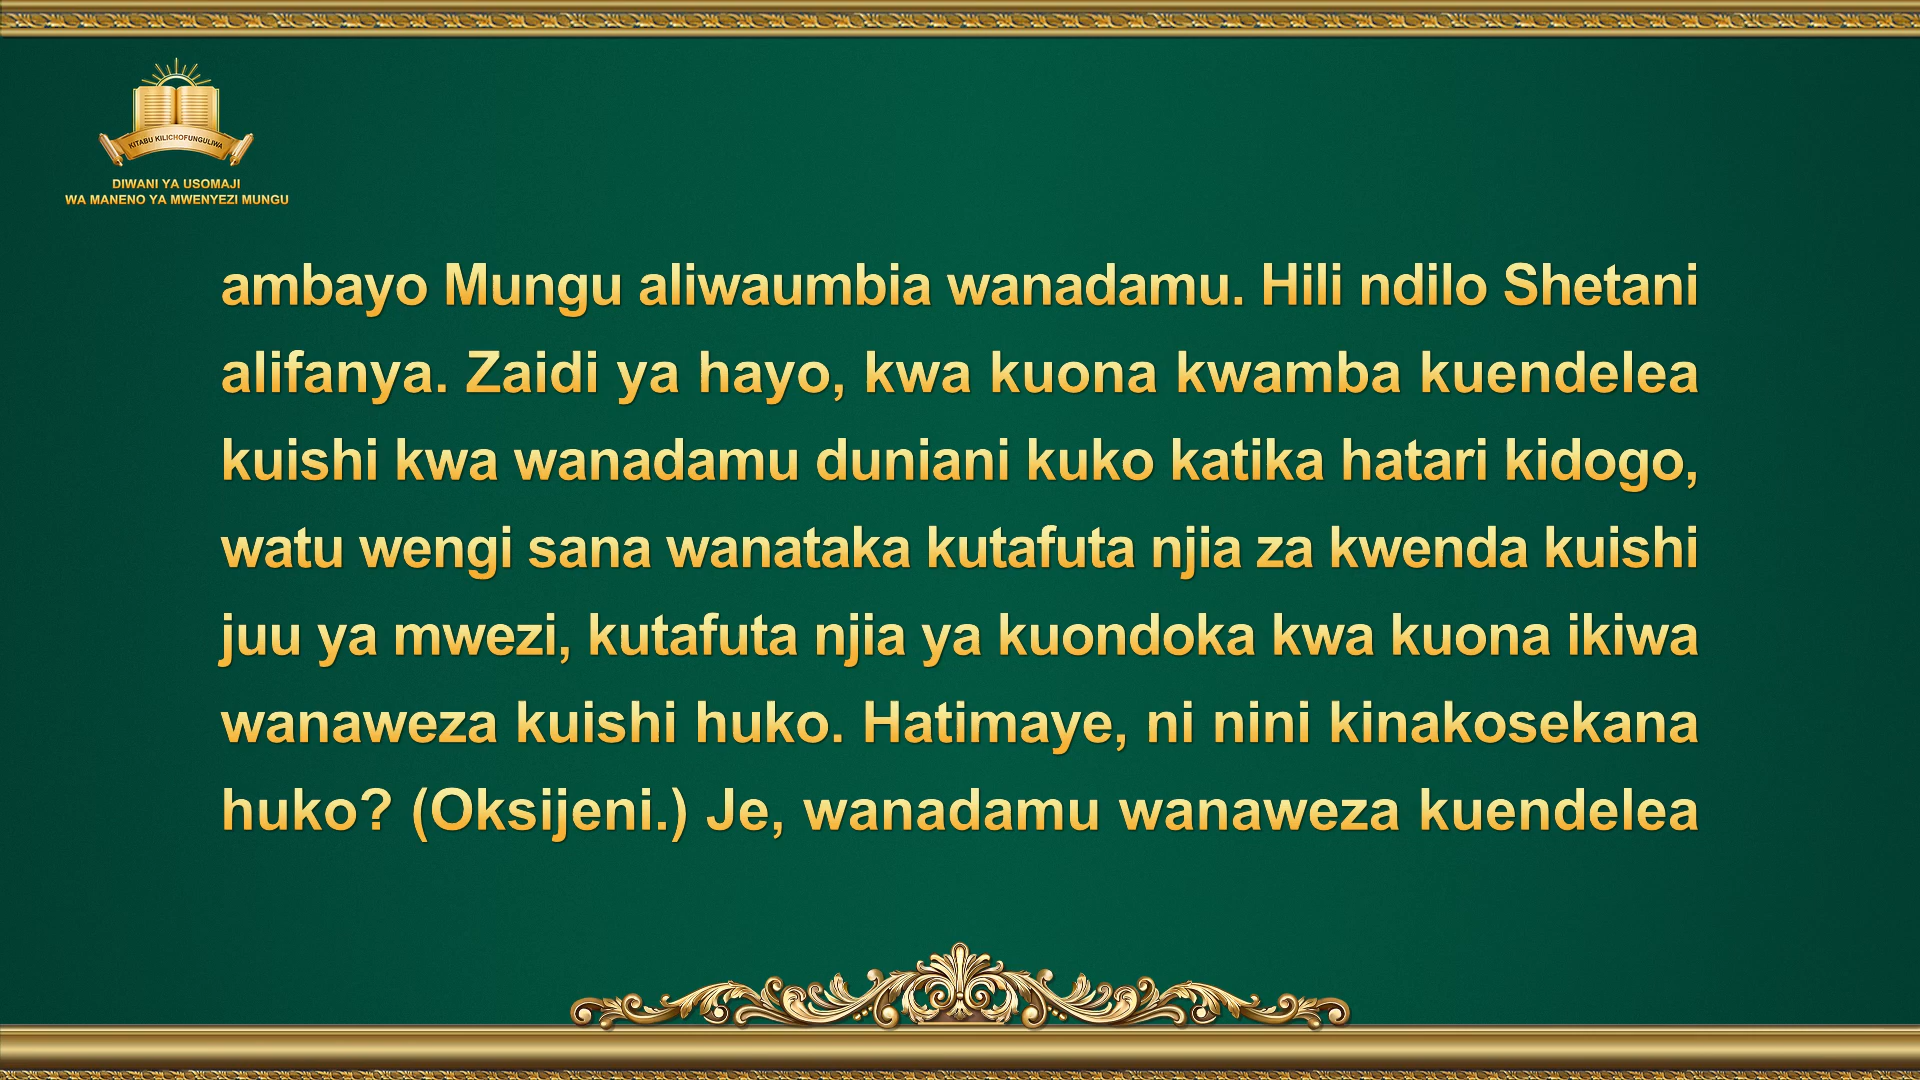 KITABU KILICHOFUNGULIWA
DIWANI YA USOMAJI
WA MANENO YA MWENYEZI MUNGU
ambayo Mungu aliwaumbia wanadamu. Hili ndilo Shetani
alifanya. Zaidi ya hayo, kwa kuona kwamba kuendelea
kuishi kwa wanadamu duniani kuko katika hatari kidogo,
watu wengi sana wanataka kutafuta njia za kwenda kuishi
juu ya mwezi, kutafuta njia ya kuondoka kwa kuona ikiwa
wanaweza kuishi huko. Hatimaye, ni nini kinakosekana
huko? (Oksijeni.) Je, wanadamu wanaweza kuendelea